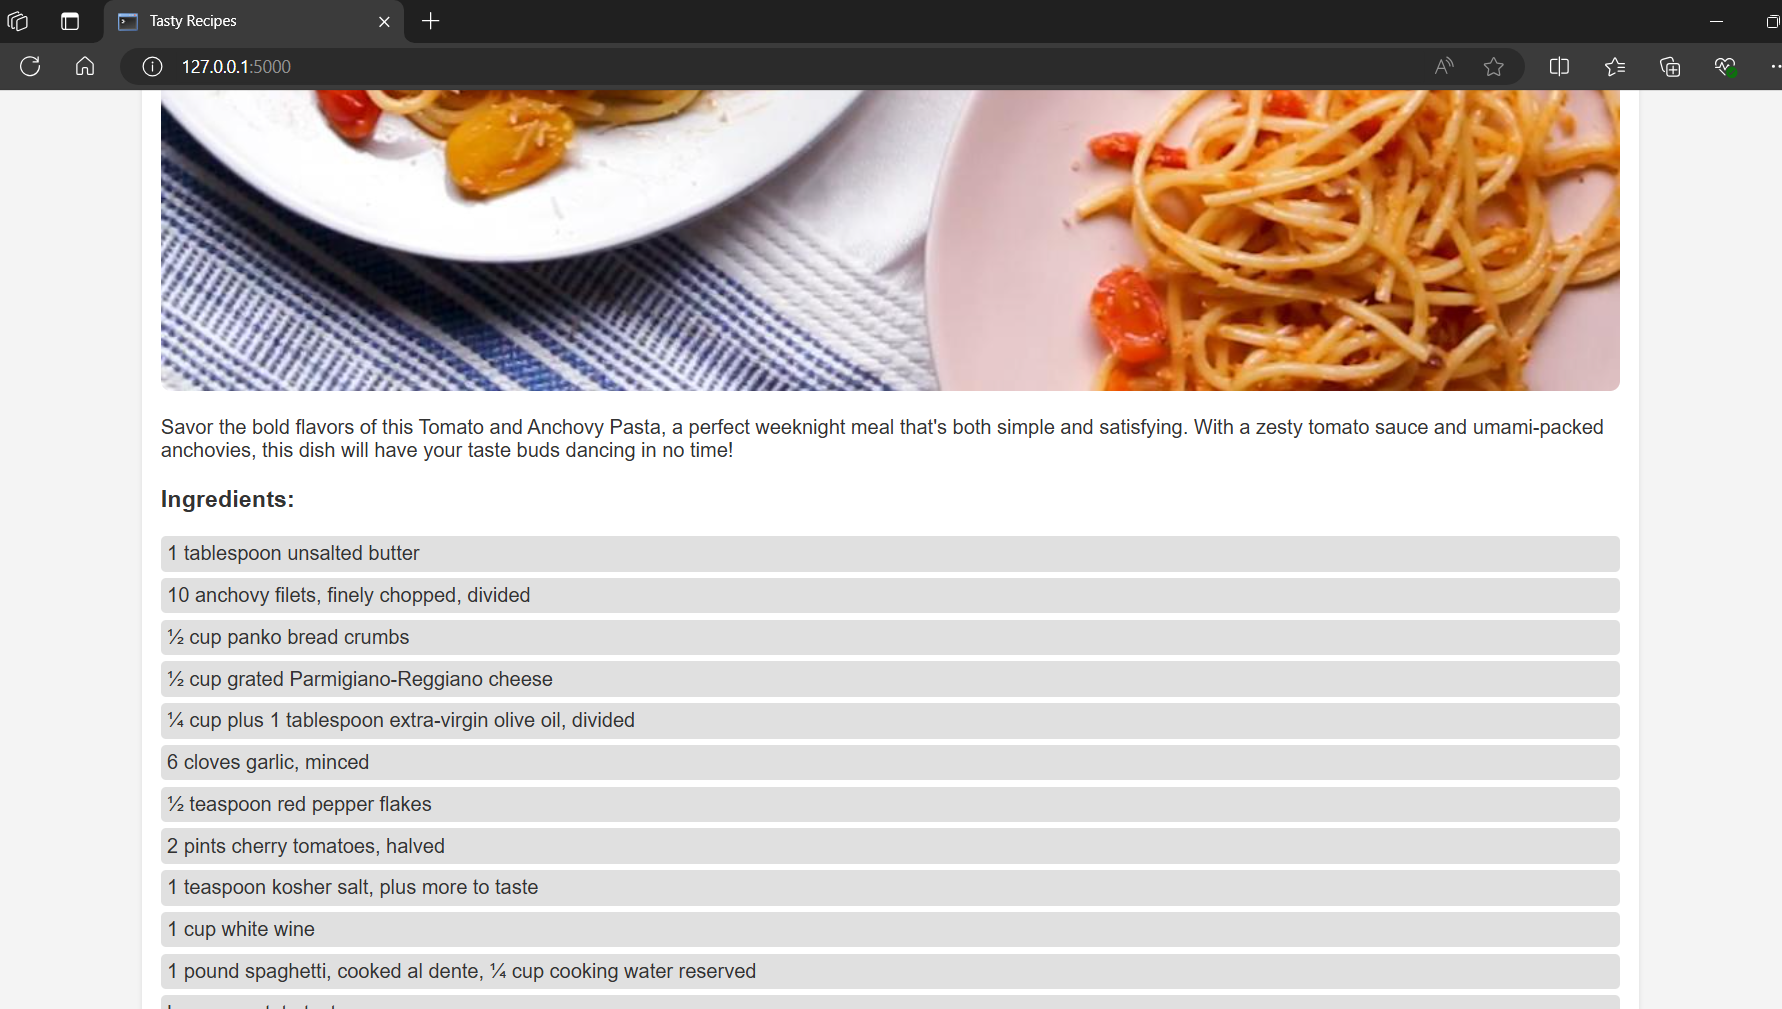 Tasty Recipes
127.0.0.1:5000
Savor the bold flavors of this Tomato and Anchovy Pasta, a perfect weeknight meal that's both simple and satisfying. With a zesty tomato sauce and umami-packed
anchovies, this dish will have your taste buds dancing in no time!
Ingredients:
1 tablespoon unsalted butter
10 anchovy filets, finely chopped, divided
½ cup panko bread crumbs
½ cup grated Parmigiano-Reggiano cheese
¼ cup plus 1 tablespoon extra-virgin olive oil, divided
6 cloves garlic, minced
½ teaspoon red pepper flakes
2 pints cherry tomatoes, halved
1 teaspoon kosher salt, plus more to taste
1 cup white wine
1 pound spaghetti, cooked al dente, ¼ cup cooking water reserved